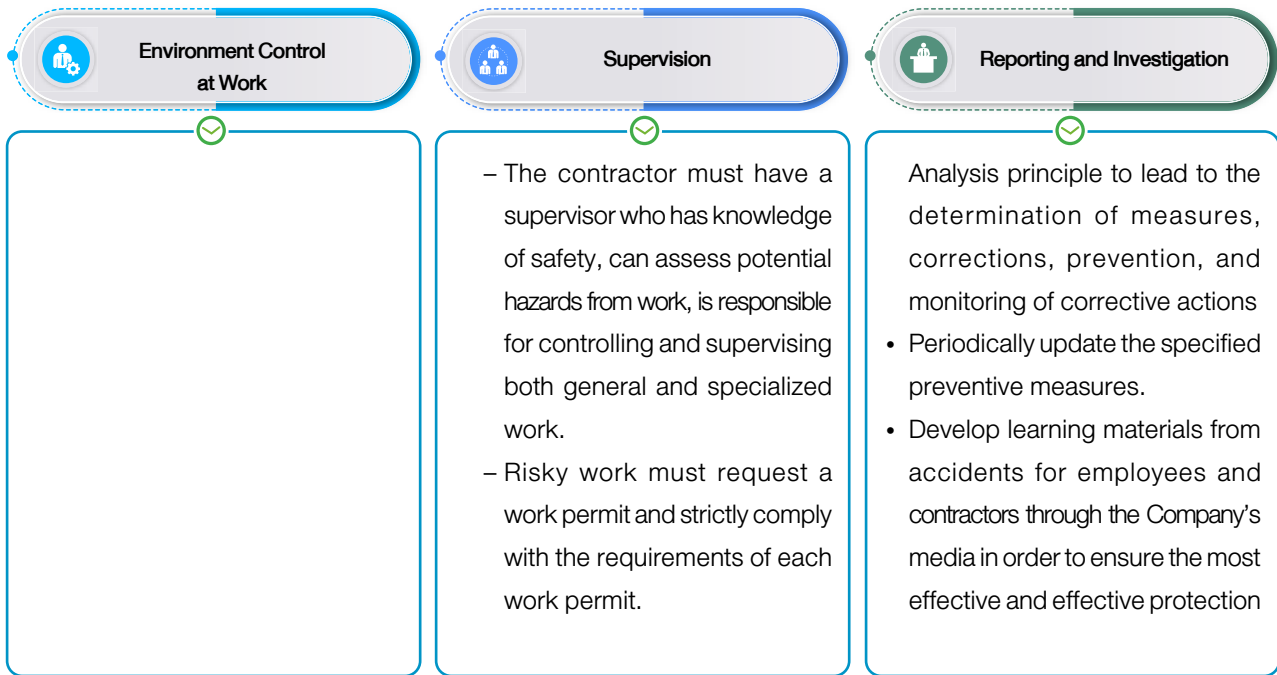 Environment Control
at Work
Supervision
Reporting and Investigation
– The contractor must have a
supervisor who has knowledge
of safety, can assess potential
hazards from work, is responsible
for controlling and supervising
both general and specialized
work.
– Risky work must request a
work permit and strictly comply
with the requirements of each
work permit.
Analysis principle to lead to the
determination of measures,
corrections, prevention, and
monitoring of corrective actions
• Periodically update the specified
preventive measures.
• Develop learning materials from
accidents for employees and
contractors through the Company’s
media in order to ensure the most
effective and effective protection